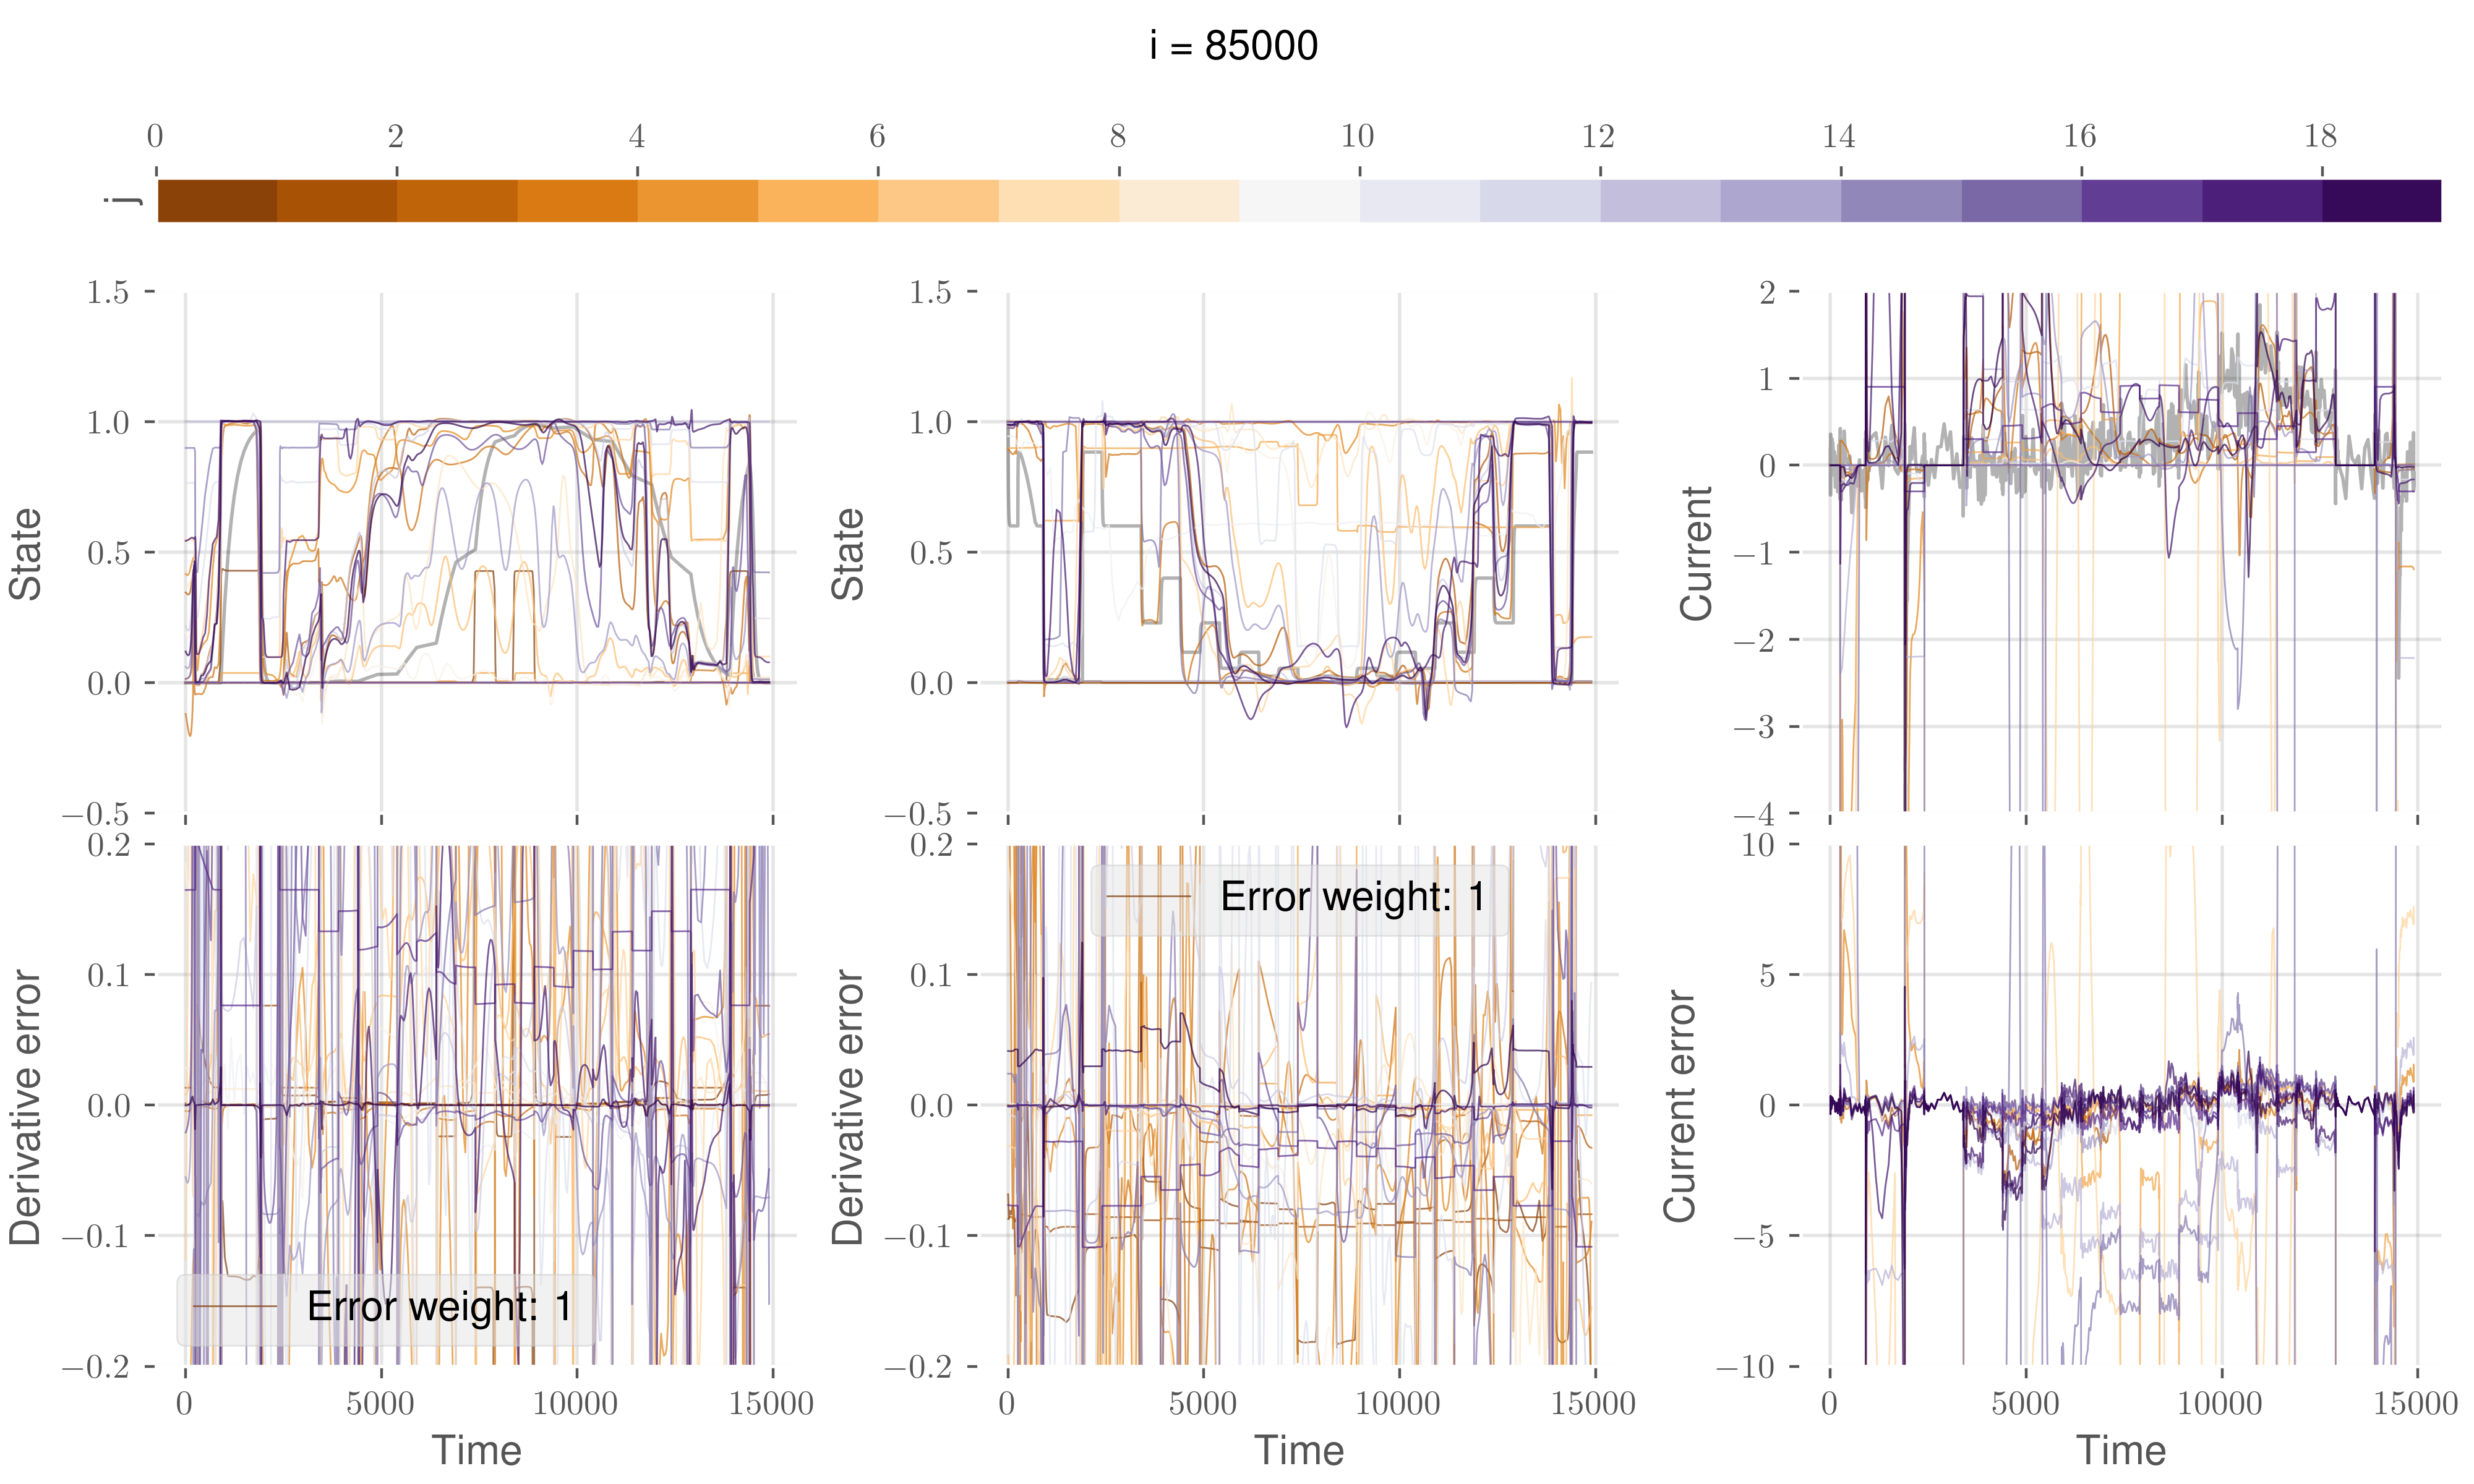 i = 85000
0 2 4 6 8 10 12 14 16 18
j
1.5
1.0
0.5
0.0
−0.5
State
1.5
1.0
0.5
0.0
−0.5
State
2
1
0
−1
−2
−3
−4
Current
0.2
0.1
0.0
−0.1
−0.2
Derivative error
Error weight: 1
0 5000 10000 15000
Time
0.2
0.1
0.0
−0.1
−0.2
Derivative error
Error weight: 1
0 5000 10000 15000
Time
10
5
0
−5
−10
Current error
0 5000 10000 15000
Time